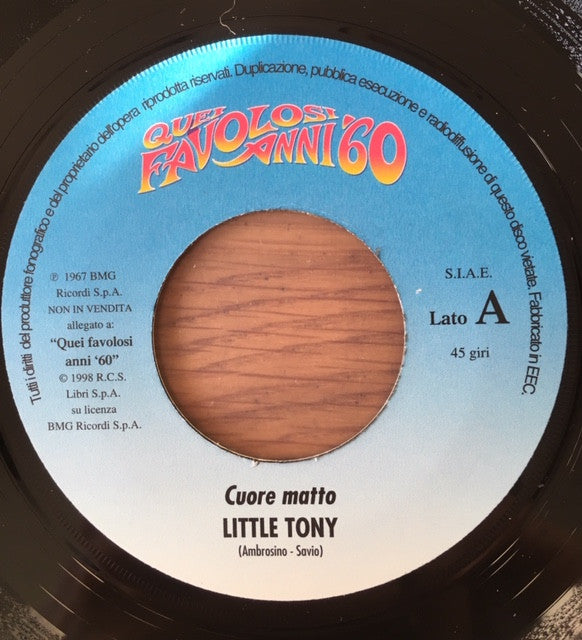 Tutti i diritti del produttore fonografico e del proprietario dell'opera riprodotta riservati. Duplicazione, pubblica esecuzione e radiodiffusione di questo disco vietate. Fabbricato in EEC.
QUEI FAVOLOSI
ANNI '60
℗ 1967 BMG
Ricordi S.p.A.
NON IN VENDITA
allegato a:
"Quei favolosi
anni ‘60"
© 1998 R.C.S.
Libri S.p.A.
su licenza
BMG Ricordi S.p.A.
S.I.A.E.
Lato A
45 giri
Cuore matto
LITTLE TONY
(Ambrosino - Savio)